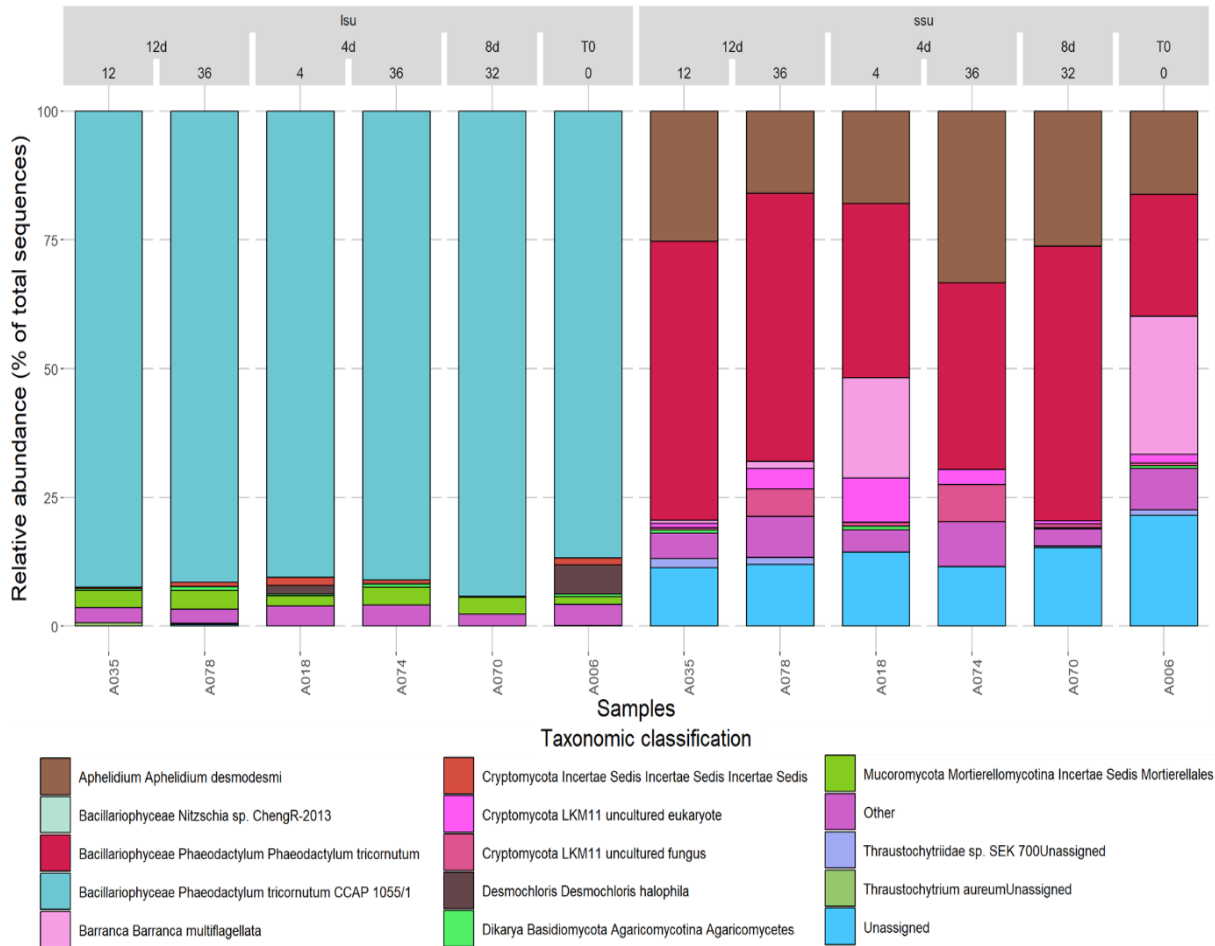 lsu ssu
12d 4d 8d T0 12d 4d 8d T0
12 36 4 36 32 0 12 36 4 36 32 0
Relative abundance (% of total sequences)
100
75
50
25
0
A035 A078 A018 A074 A070 A006 A035 A078 A018 A074 A070 A006
Samples
Taxonomic classification
Aphelidium Aphelidium desmodesmi
Bacillariophyceae Nitzschia sp. ChengR-2013
Bacillariophyceae Phaeodactylum Phaeodactylum tricornutum
Bacillariophyceae Phaeodactylum tricornutum CCAP 1055/1
Barranca Barranca multiflagellata
Cryptomycota Incertae Sedis Incertae Sedis Incertae Sedis
Cryptomycota LKM11 uncultured eukaryote
Cryptomycota LKM11 uncultured fungus
Desmochloris Desmochloris halophila
Dikarya Basidiomycota Agaricomycotina Agaricomycetes
Mucoromycota Mortierellomycotina Incertae Sedis Mortierellales
Other
Thraustochytriidae sp. SEK 700Unassigned
Thraustochytrium aureumUnassigned
Unassigned